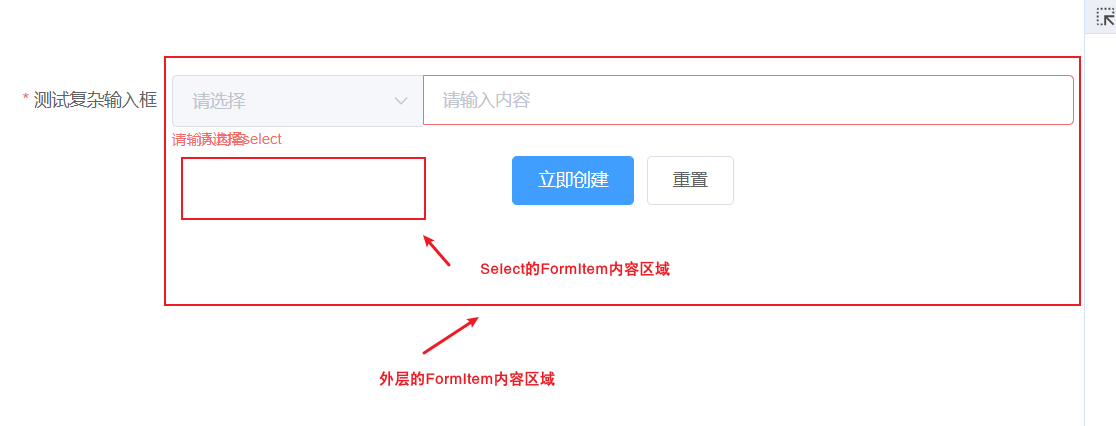 * 测试复杂输入框
请选择
请输入内容
请输入内容
请选择select
立即创建
重置
Select的FormItem内容区域
外层的FormItem内容区域